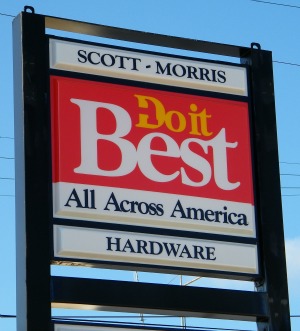 SCOTT - MORRIS
Do it
Best
All Across America
HARDWARE